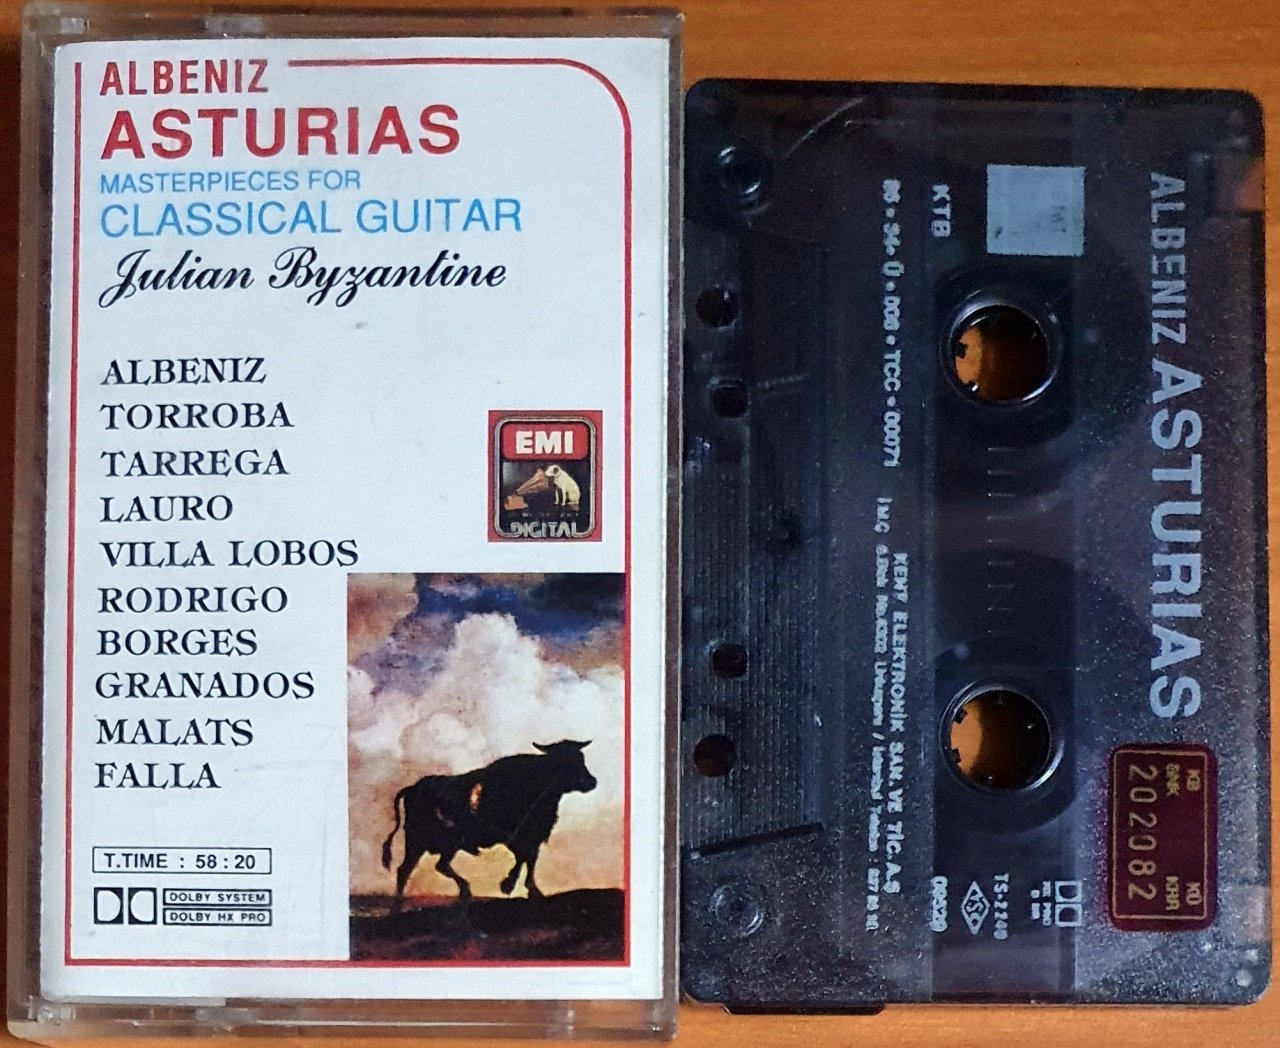 ALBENIZ
ASTURIAS
MASTERPIECES FOR
CLASSICAL GUITAR
Julian Byzantine
ALBENIZ
TORROBA
TARREGA
LAURO
VILLA LOBOS
RODRIGO
BORGES
GRANADOS
MALATS
FALLA
EMI
DIGITAL
T.TIME : 58:20
DOLBY SYSTEM
DOLBY HX PRO
ALBENIZ ASTURIAS
KTB
KENT ELEKTRONİK SAN.VE TİC.A.Ş
TS-2240
TSE
202082